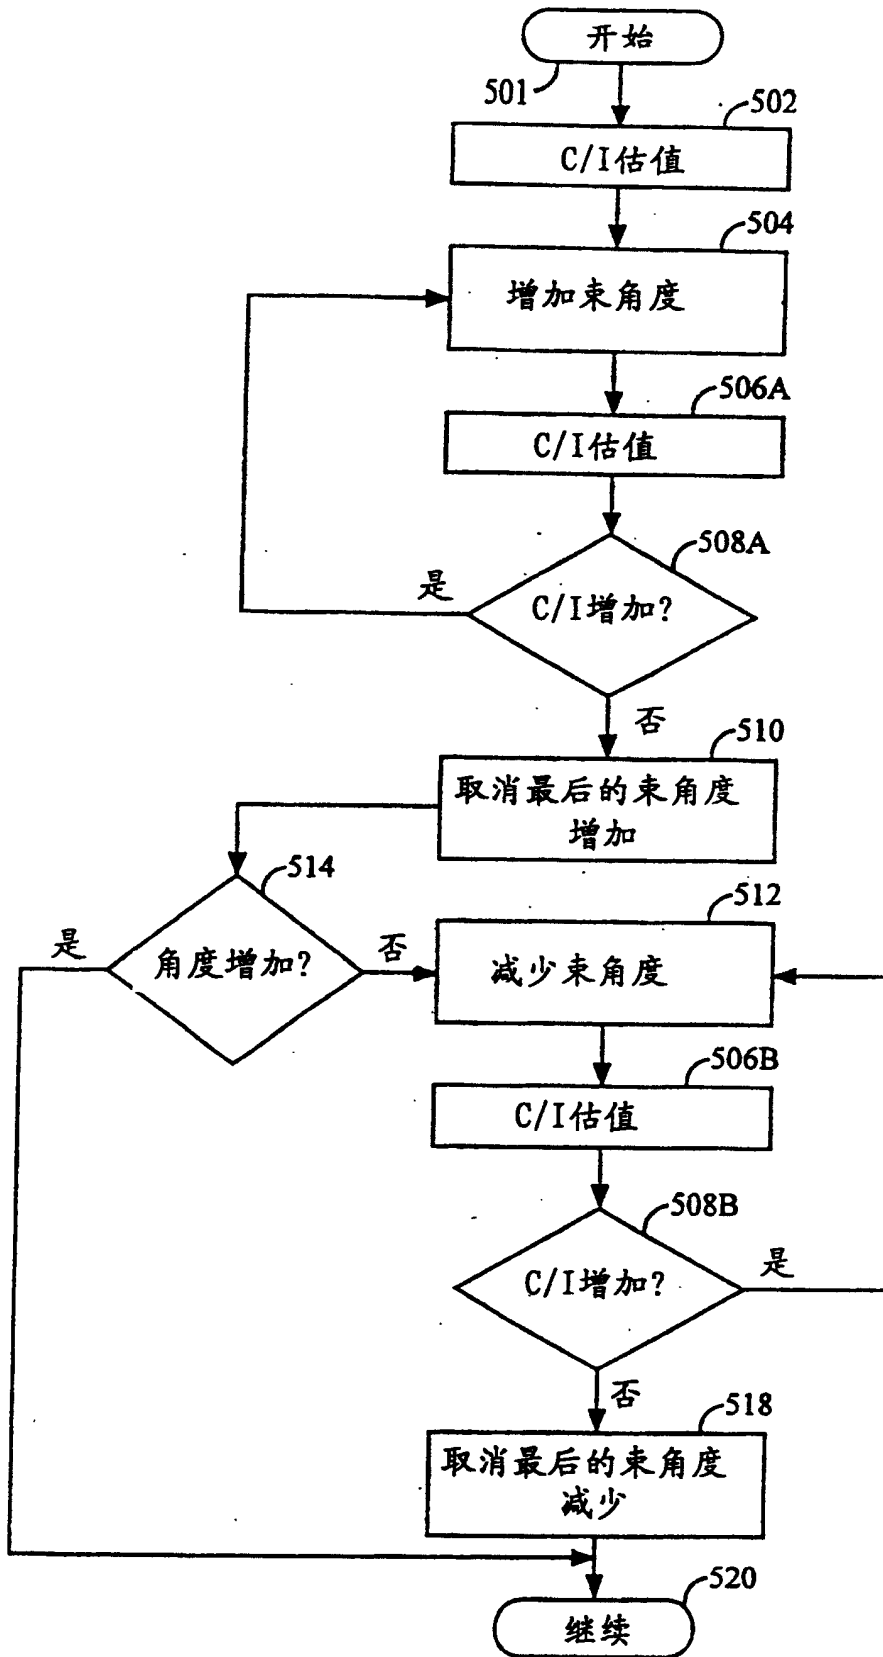 开始
501
502
C/I估值
504
增加束角度
506A
C/I估值
508A
C/I增加?
是
否
510
取消最后的束角度
增加
514
角度增加?
是
否
512
减少束角度
506B
C/I估值
508B
C/I增加?
是
否
518
取消最后的束角度
减少
520
继续